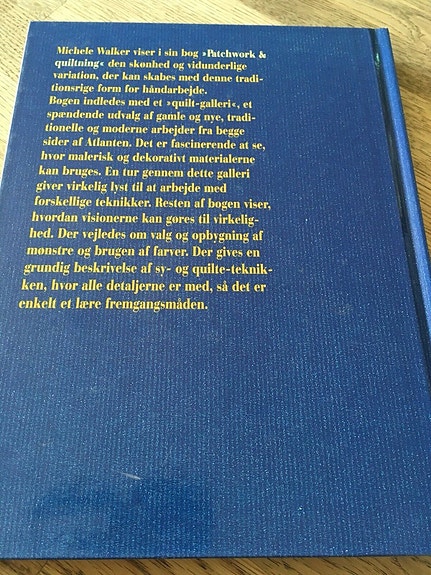 Michele Walker viser i sin bog »Patchwork &
quiltning« den skønhed og vidunderlige
variation, der kan skabes med denne tradi-
tionsrige form for håndarbejde.
Bogen indledes med et »quilt-galleri«, et
spændende udvalg af gamle og nye, tradi-
tionelle og moderne arbejder fra begge
sider af Atlanten. Det er fascinerende at se,
hvor malerisk og dekorativt materialerne
kan bruges. En tur gennem dette galleri
giver virkelig lyst til at arbejde med
forskellige teknikker. Resten af bogen viser,
hvordan visionerne kan gøres til virkelig-
hed. Der vejledes om valg og opbygning af
mønstre og brugen af farver. Der gives en
grundig beskrivelse af sy- og quilte-teknik-
ken, hvor alle detaljerne er med, så det er
enkelt et lære fremgangsmåden.